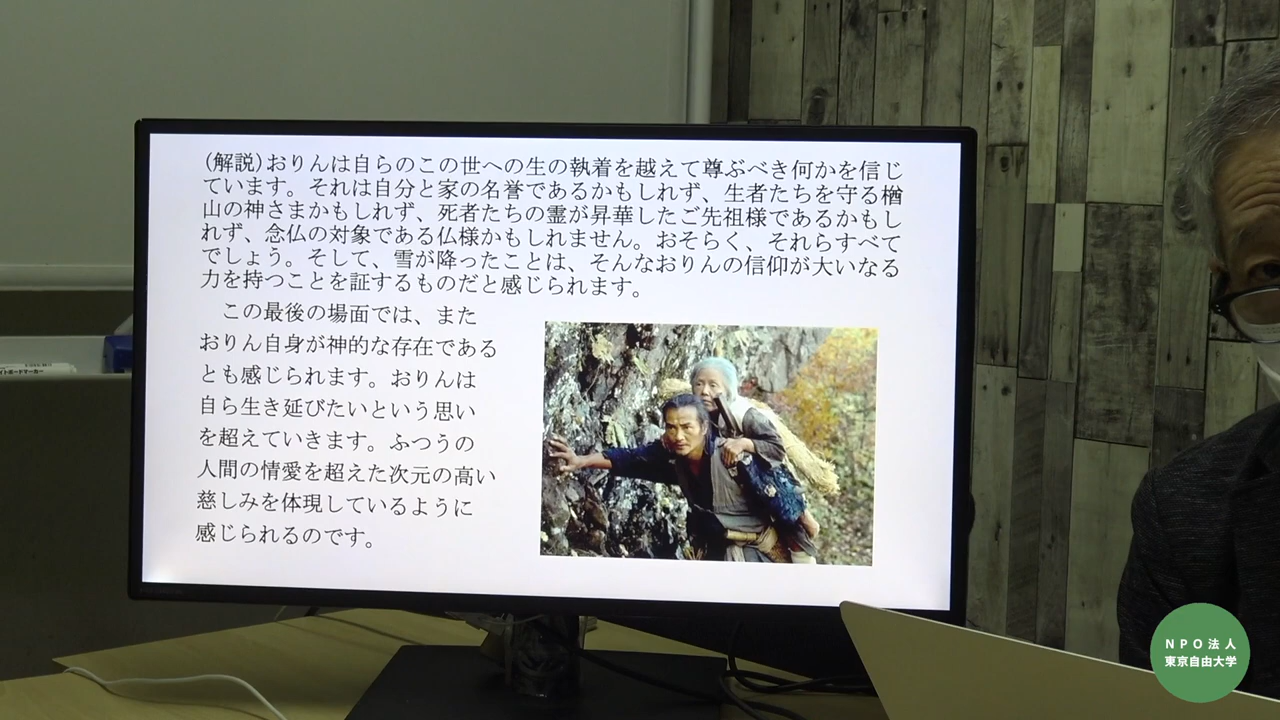 (解説)おりんは自らのこの世への生の執着を越えて尊ぶべき何かを信じ
ています。それは自分と家の名誉であるかもしれず、生者たちを守る楢
山の神さまかもしれず、死者たちの霊が昇華したご先祖様であるかもし
れず、念仏の対象である仏様かもしれません。おそらく、それらすべて
でしょう。そして、雪が降ったことは、そんなおりんの信仰が大いなる
力を持つことを証するものだと感じられます。
この最後の場面では、また
おりん自身が神的な存在である
とも感じられます。おりんは
自ら生き延びたいという思い
を超えていきます。ふつうの
人間の情愛を超えた次元の高い
慈しみを体現しているように
感じられるのです。
NPO法人
東京自由大学